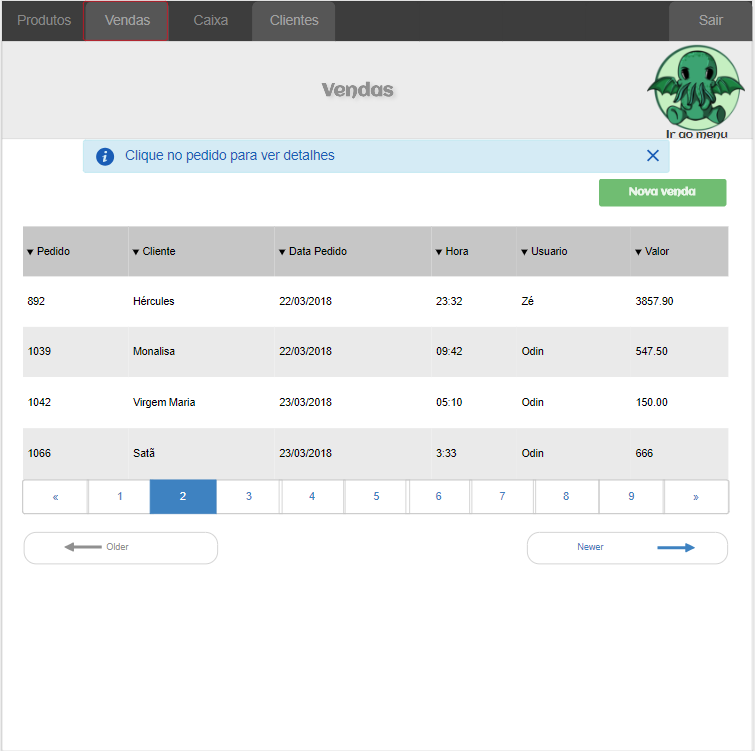 Produtos Vendas Caixa Clientes Sair
Vendas
Ir ao menu
i Clique no pedido para ver detalhes
Nova venda
Pedido Cliente Data Pedido Hora Usuario Valor
892 Hércules 22/03/2018 23:32 Zé 3857.90
1039 Monalisa 22/03/2018 09:42 Odin 547.50
1042 Virgem Maria 23/03/2018 05:10 Odin 150.00
1066 Satã 23/03/2018 3:33 Odin 666
« 1 2 3 4 5 6 7 8 9 »
Older Newer